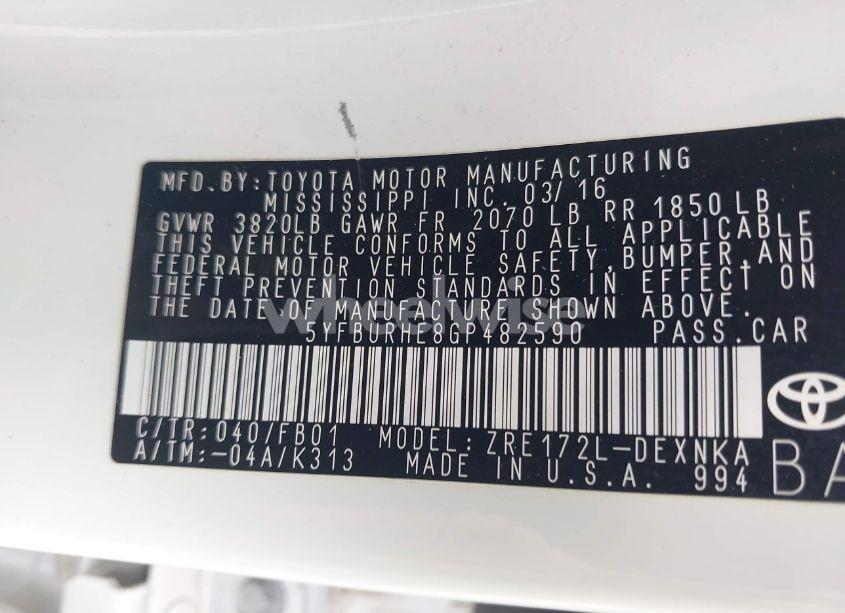 MFD.BY:TOYOTA MOTOR MANUFACTURING
MISSISSIPPI INC. 03/16
GVWR 3820LB GAWR FR 2070 LB RR 1850 LB
THIS VEHICLE CONFORMS TO ALL APPLICABLE
FEDERAL MOTOR VEHICLE SAFETY,BUMPER,AND
THEFT PREVENTION STANDARDS IN EFFECT ON
THE DATE OF MANUFACTURE SHOWN ABOVE.
wheelwise
5YFBURHE8GP482590 PASS.CAR
C/TR:040/FB01 MODEL: ZRE172L-DEXNKA
A/TM:-04A/K313 MADE IN U.S.A. 994 BA